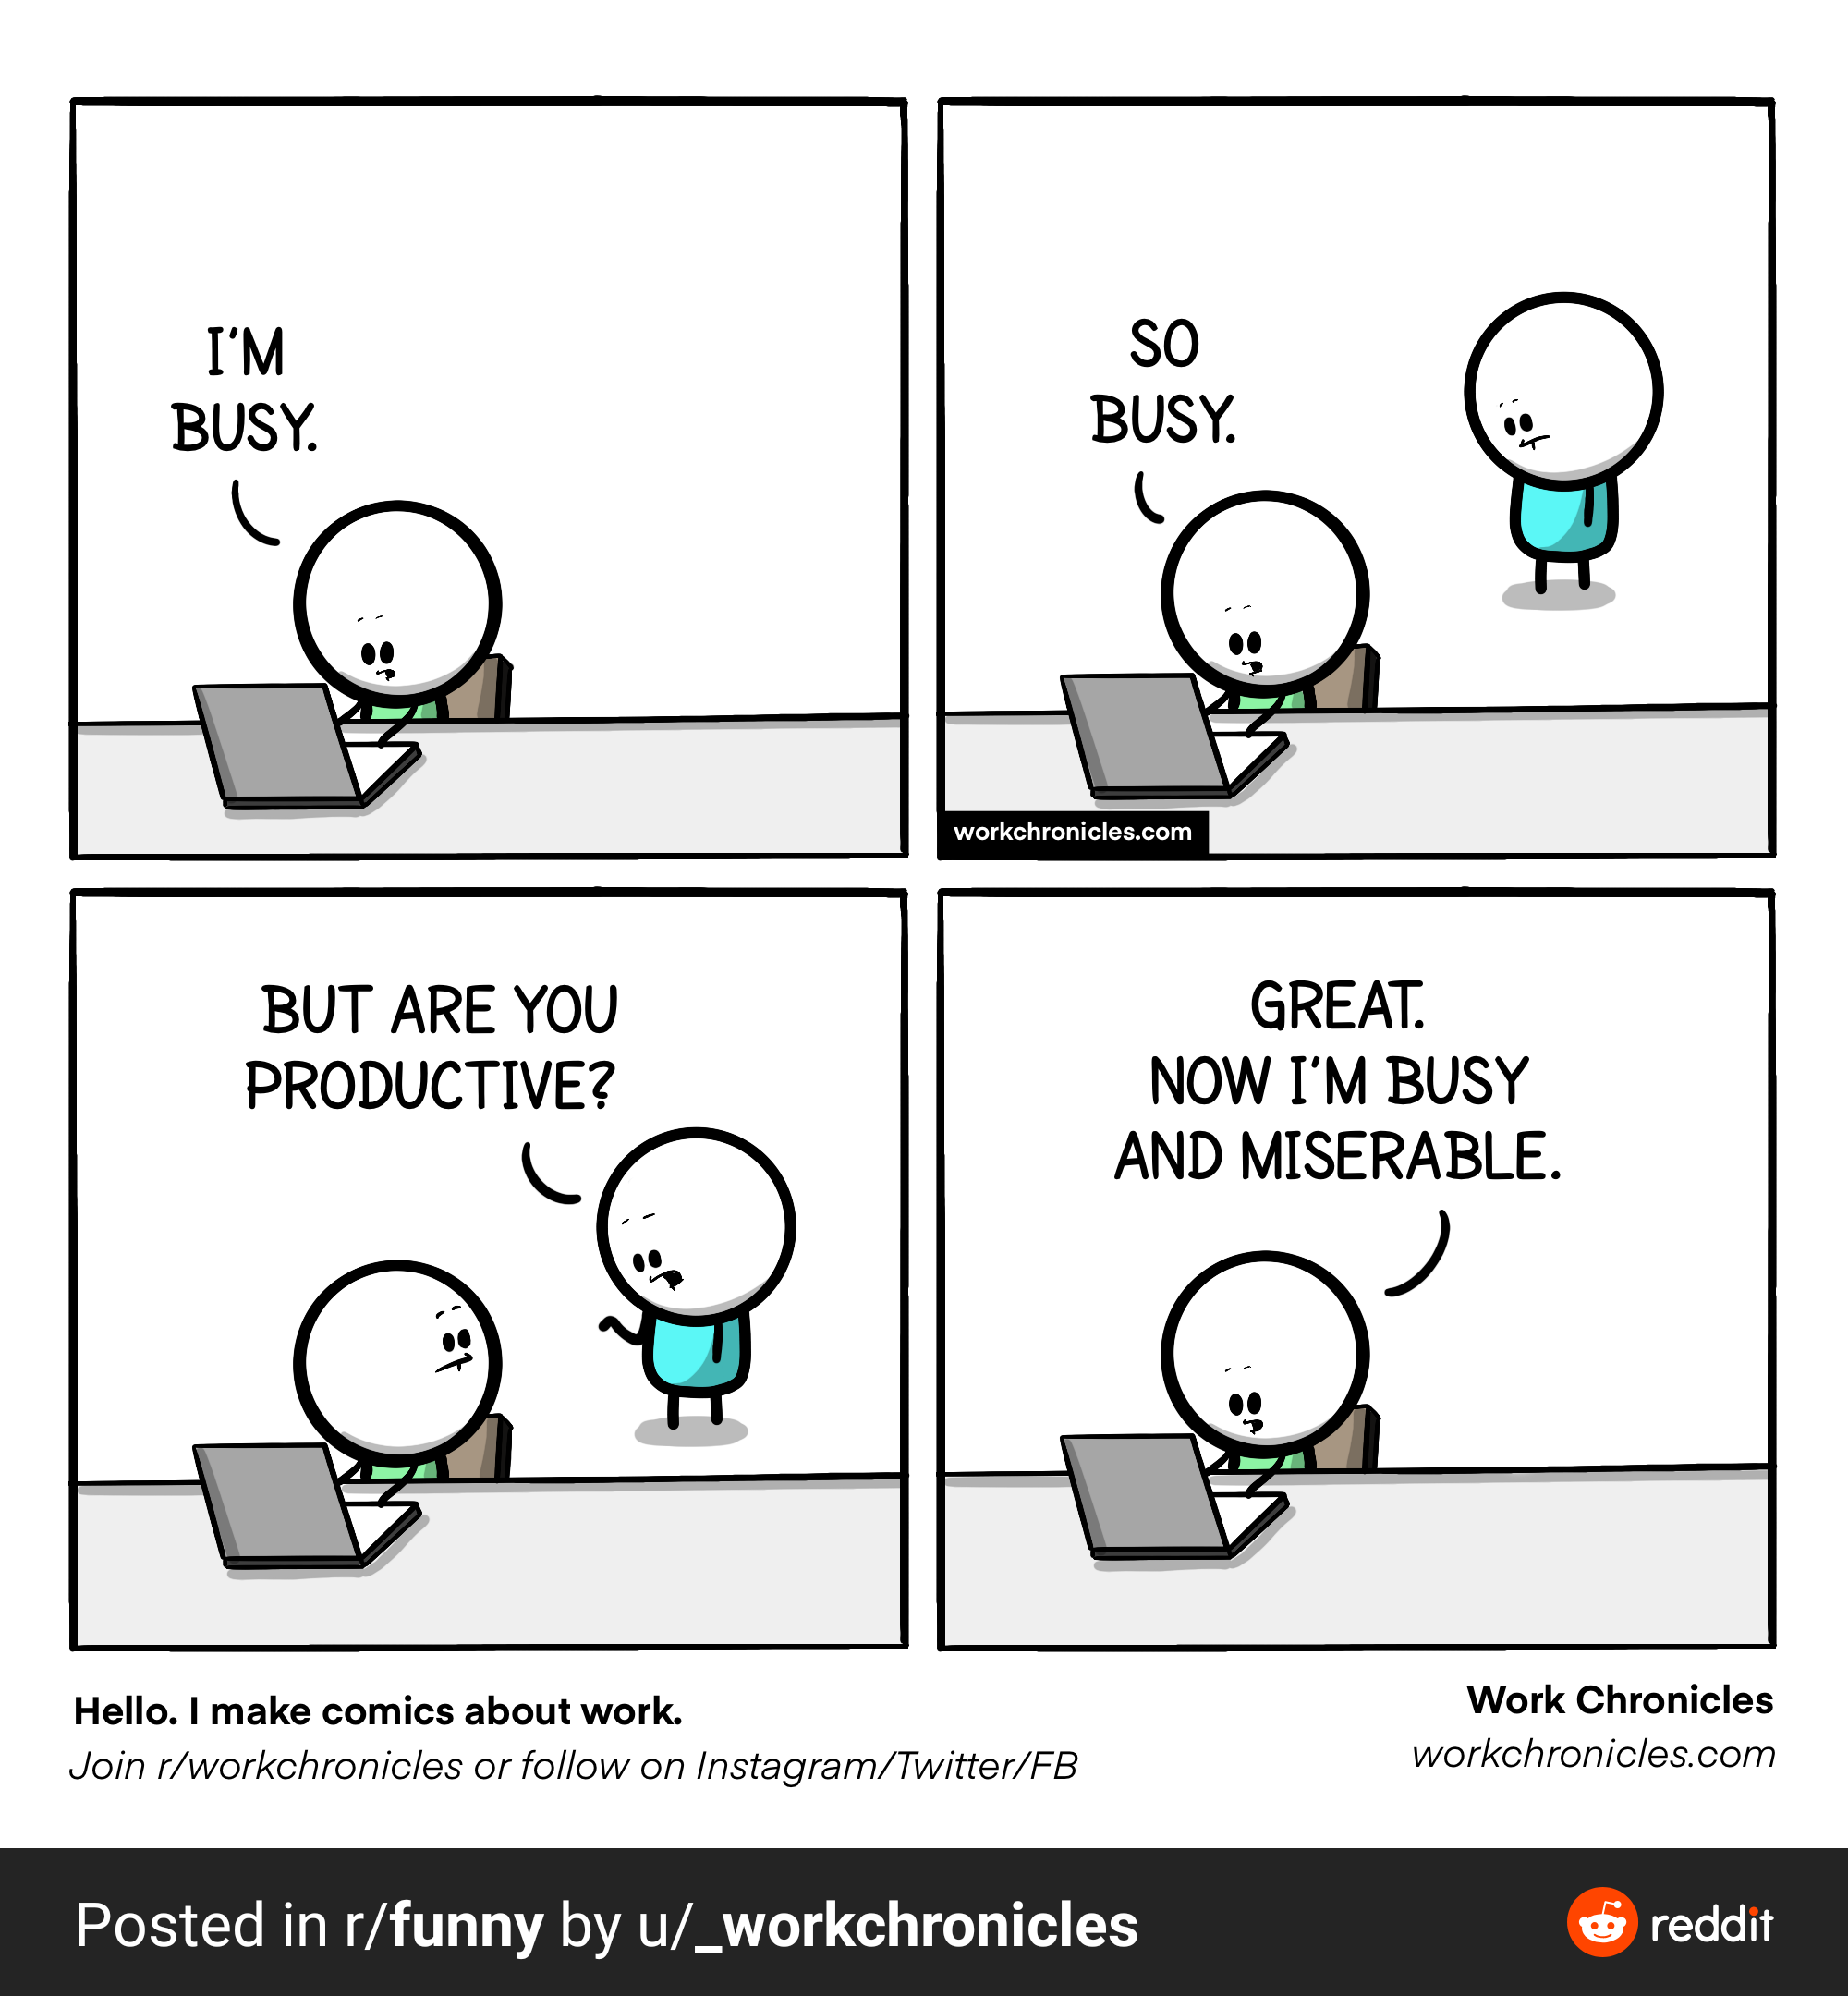 I'M
BUSY.
SO
BUSY.
workchronicles.com
BUT ARE YOU
PRODUCTIVE?
GREAT.
NOW I'M BUSY
AND MISERABLE.
Hello. I make comics about work.
Join r/workchronicles or follow on Instagram/Twitter/FB
Work Chronicles
workchronicles.com
Posted in r/funny by u/_workchronicles
reddit